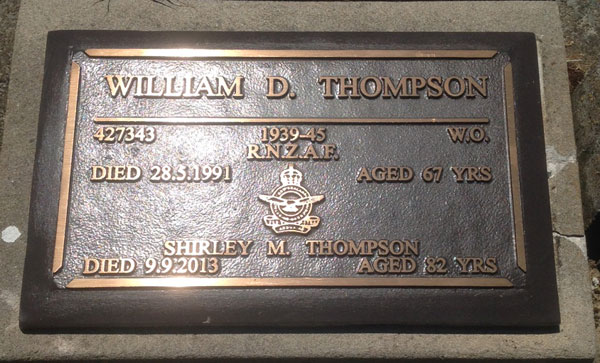 WILLIAM D. THOMPSON
427343 1939-45 W.O.
R.N.Z.A.F.
DIED 28.5.1991 AGED 67 YRS
SHIRLEY M. THOMPSON
DIED 9.9.2013 AGED 82 YRS